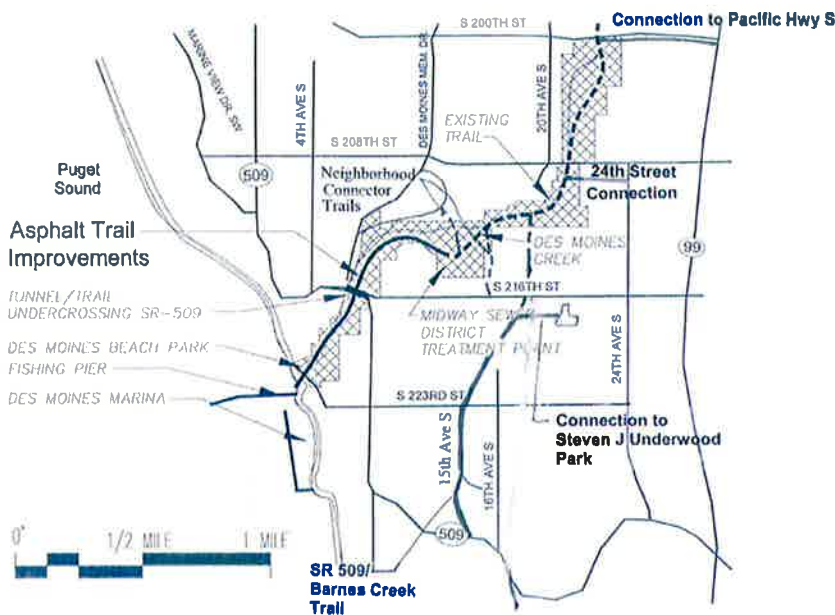 Connection to Pacific Hwy S
S 200TH ST
MARINE VIEW DR. SW
4TH AVE S
DES MOINES MEM. DR.
20TH AVE S
EXISTING
TRAIL
S 208TH ST
Puget
Sound
509
Neighborhood
Connector
Trails
24th Street
Connection
Asphalt Trail
Improvements
DES MOINES
CREEK
99
TUNNEL/TRAIL
UNDERCROSSING SR-509
S 216TH ST
MIDWAY SEWER
DISTRICT
TREATMENT PLANT
DES MOINES BEACH PARK
FISHING PIER
DES MOINES MARINA
24TH AVE S
S 223RD ST
15th Ave S
16TH AVE S
Connection to
Steven J Underwood
Park
0'
1/2 MILE
1 MILE
509
SR 509/
Barnes Creek
Trail